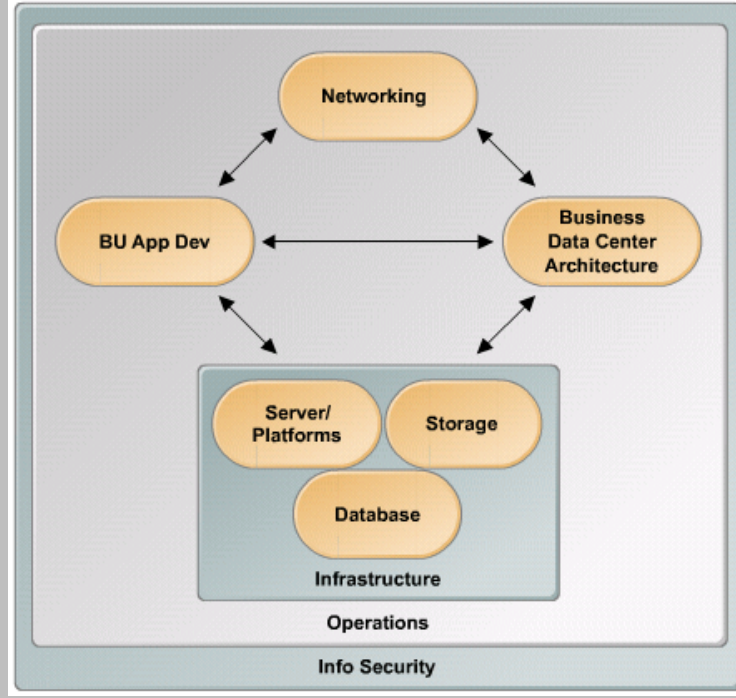 Networking
BU App Dev
Business
Data Center
Architecture
Server/
Platforms
Storage
Database
Infrastructure
Operations
Info Security